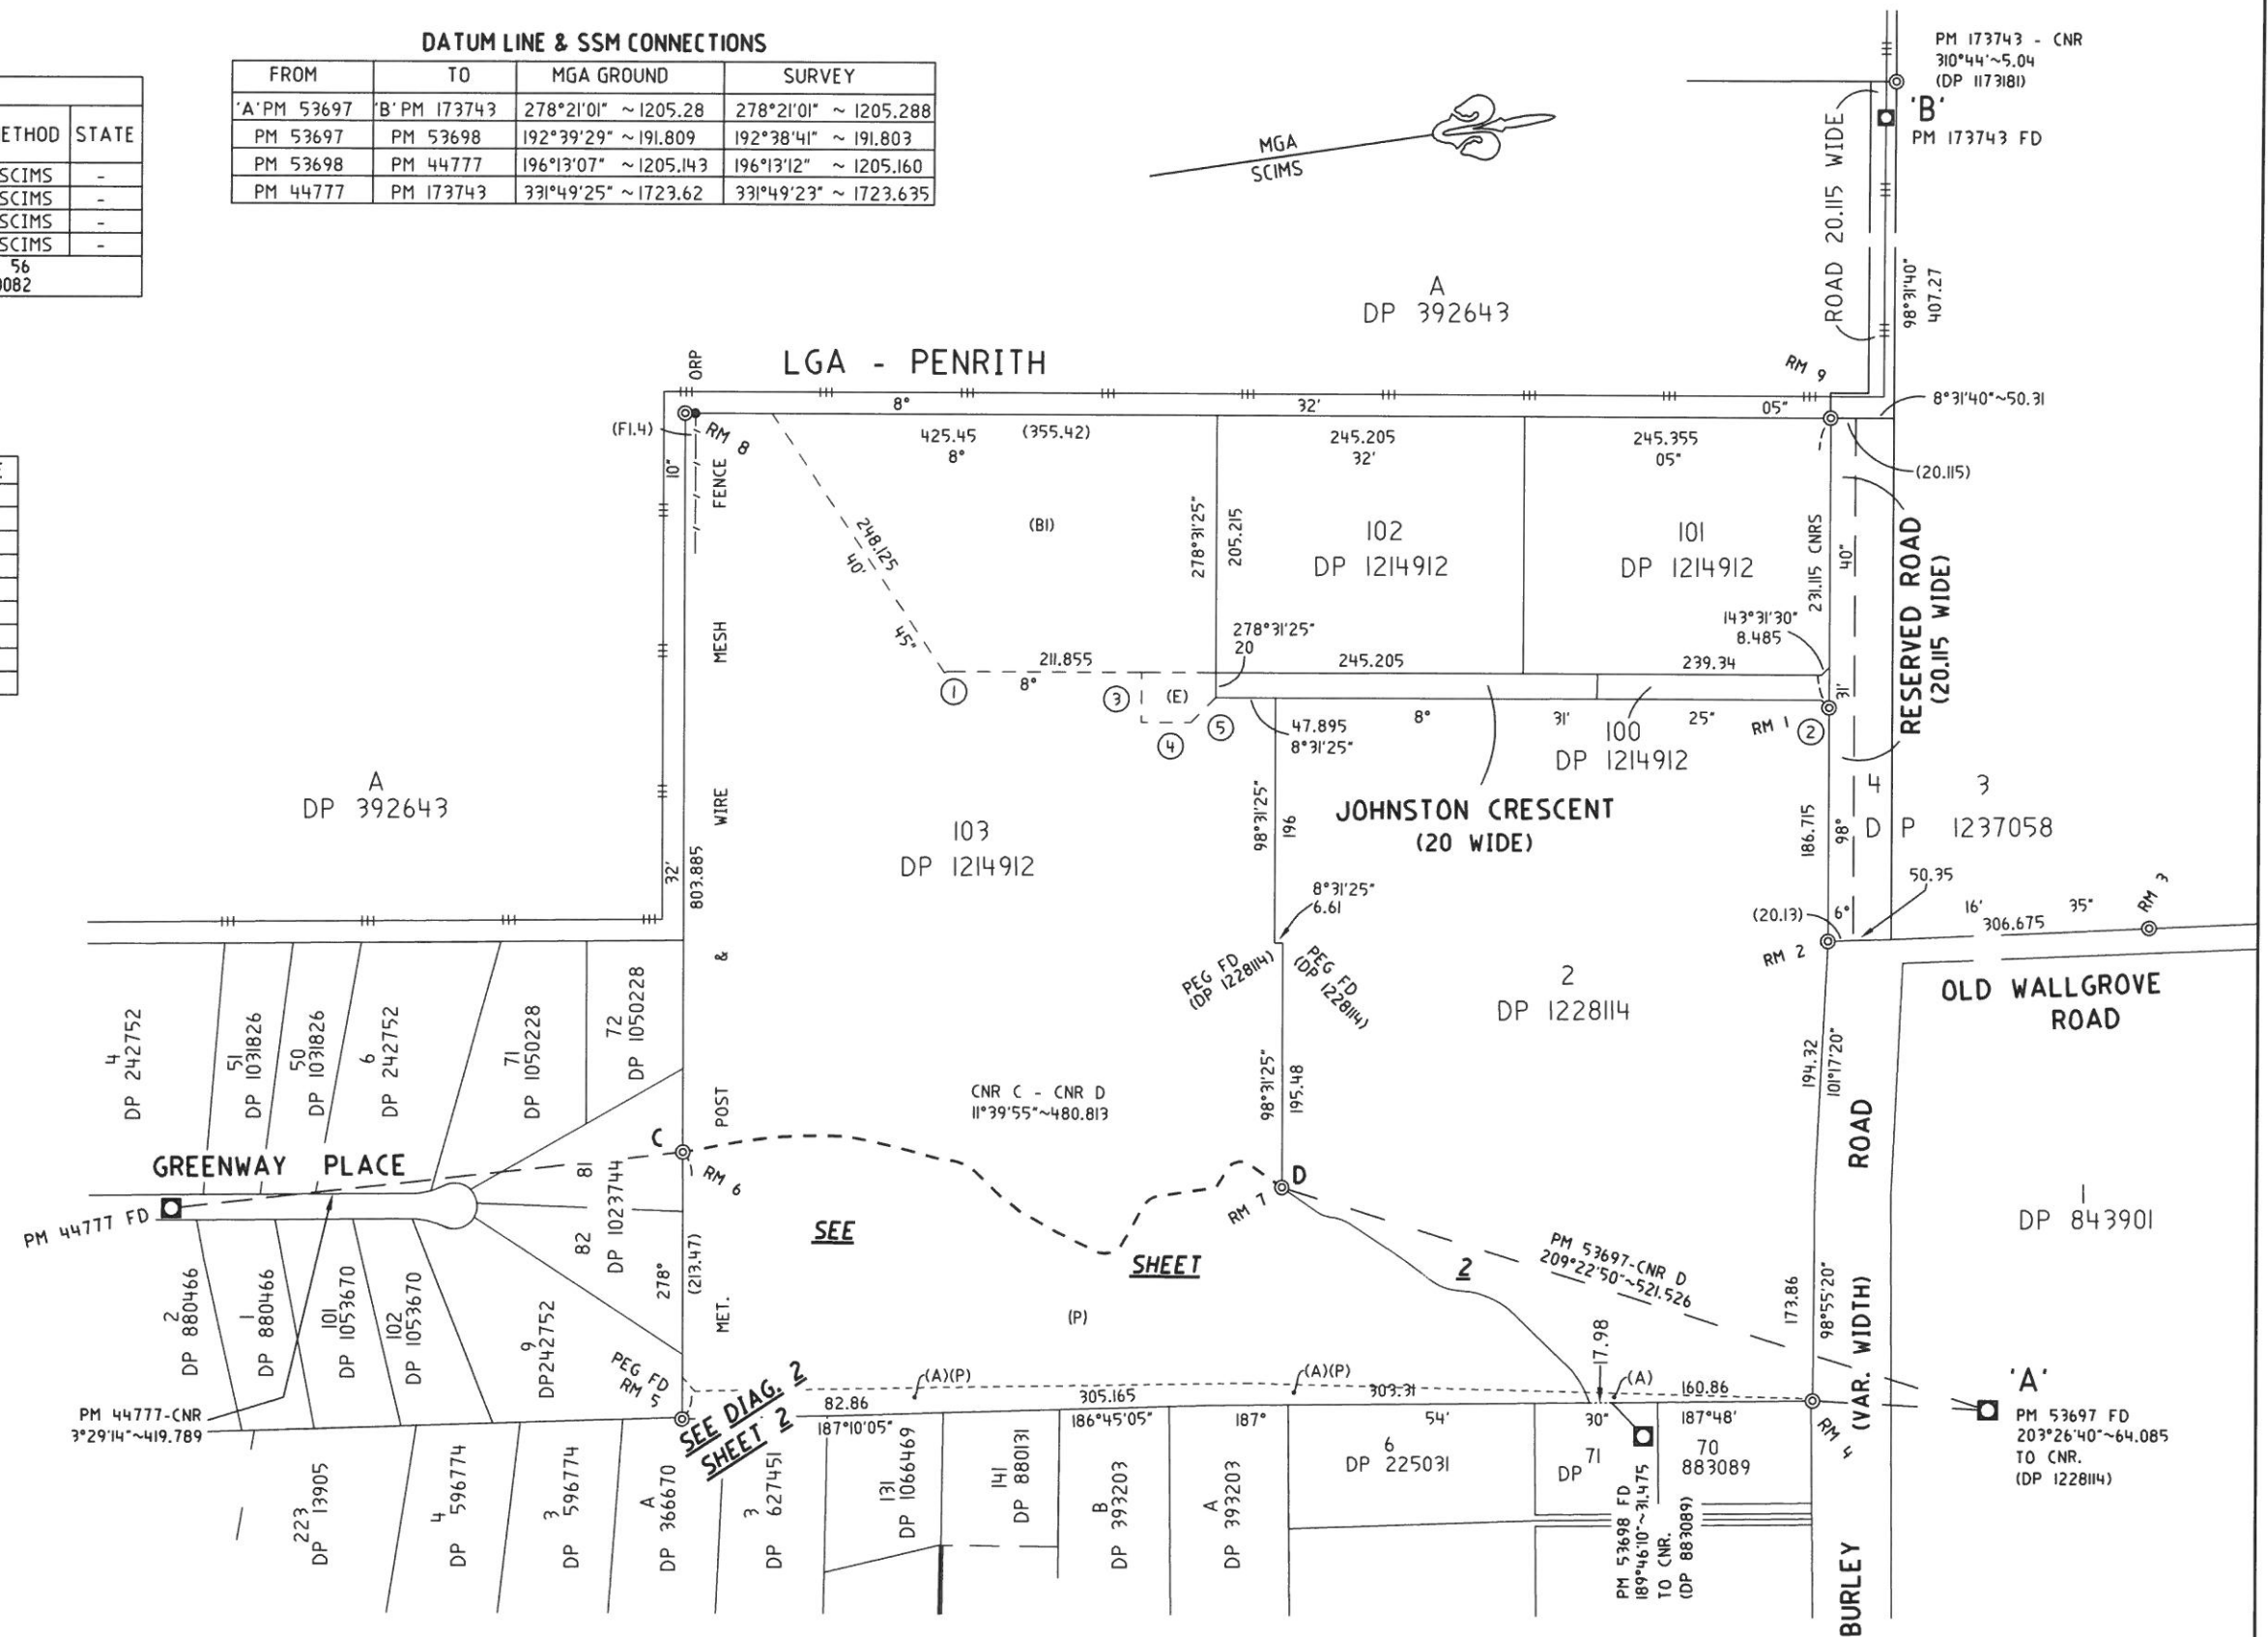 DATUM LINE & SSM CONNECTIONS
FROM TO MGA GROUND SURVEY
'A' PM 53697 'B' PM 173743 278°21'01" ~ 1205.28 278°21'01" ~ 1205.288
PM 53697 PM 53698 192°39'29" ~ 191.809 192°38'41" ~ 191.803
PM 53698 PM 44777 196°13'07" ~ 1205.143 196°13'12" ~ 1205.160
PM 44777 PM 173743 331°49'25" ~ 1723.62 331°49'23" ~ 1723.635
ETHOD STATE
SCIMS -
SCIMS -
SCIMS -
SCIMS -
56
0082
MGA
SCIMS
PM 173743 - CNR
310°44'~5.04
(DP 1173181)
'B'
PM 173743 FD
ROAD 20.115 WIDE
98°31'40"
407.27
A
DP 392643
LGA - PENRITH
ORP
RM 9
8°31'40"~50.31
(20.115)
8° 32' 05"
(F1.4)
RM 8
425.45 (355.42)
8°
245.205
32'
245.355
05"
10"
FENCE
248.125
40'
45"
(B1)
278°31'25"
205.215
102
DP 1214912
101
DP 1214912
231.115 CNRS
40"
RESERVED ROAD
(20.115 WIDE)
143°31'30"
8.485
278°31'25"
20
MESH
211.855
8°
245.205
239.34
31'
1
3
(E)
4
5
47.895
8°31'25"
8° 31' 25"
100
DP 1214912
RM 1
2
JOHNSTON CRESCENT
(20 WIDE)
A
DP 392643
WIRE
103
DP 1214912
98°31'25"
196
186.715
98°
4 3
D P 1237058
32'
803.885
8°31'25"
6.61
50.35
(20.13)
6°
16' 35"
306.675
RM 3
RM 2
&
PEG FD
(DP 1228114)
PEG FD
(DP 1228114)
2
DP 1228114
OLD WALLGROVE
ROAD
4
DP 242752
51
DP 1031826
50
DP 1031826
6
DP 242752
71
DP 1050228
72
DP 1050228
POST
CNR C - CNR D
11°39'55"~480.813
98°31'25"
195.48
194.32
101°17'20"
ROAD
GREENWAY PLACE
C
RM 6
PM 44777 FD
81
DP 1023744
82
SEE
SHEET
2
D
RM 7
PM 53697-CNR D
209°22'50"~521.526
1
DP 843901
278°
(213.47)
MET.
(P)
173.86
98°55'20"
(VAR. WIDTH)
2
DP 880466
1
DP 880466
101
DP 1053670
102
DP 1053670
9
DP242752
PEG FD
RM 5
PM 44777-CNR
3°29'14"~419.789
SEE DIAG. 2
SHEET 2
(A)(P)
(A)(P)
17.98
(A)
82.86
187°10'05"
305.165
186°45'05"
303.31
187° 54' 30"
160.86
187°48'
RM 4
'A'
PM 53697 FD
203°26'40"~64.085
TO CNR.
(DP 1228114)
223
DP 13905
4
DP 596774
3
DP 596774
A
DP 366670
3
DP 627451
131
DP 1066469
141
DP 880131
B
DP 393203
A
DP 393203
6
DP 225031
71
DP
70
883089
PM 53698 FD
189°46'10"~31.475
TO CNR.
(DP 883089)
BURLEY